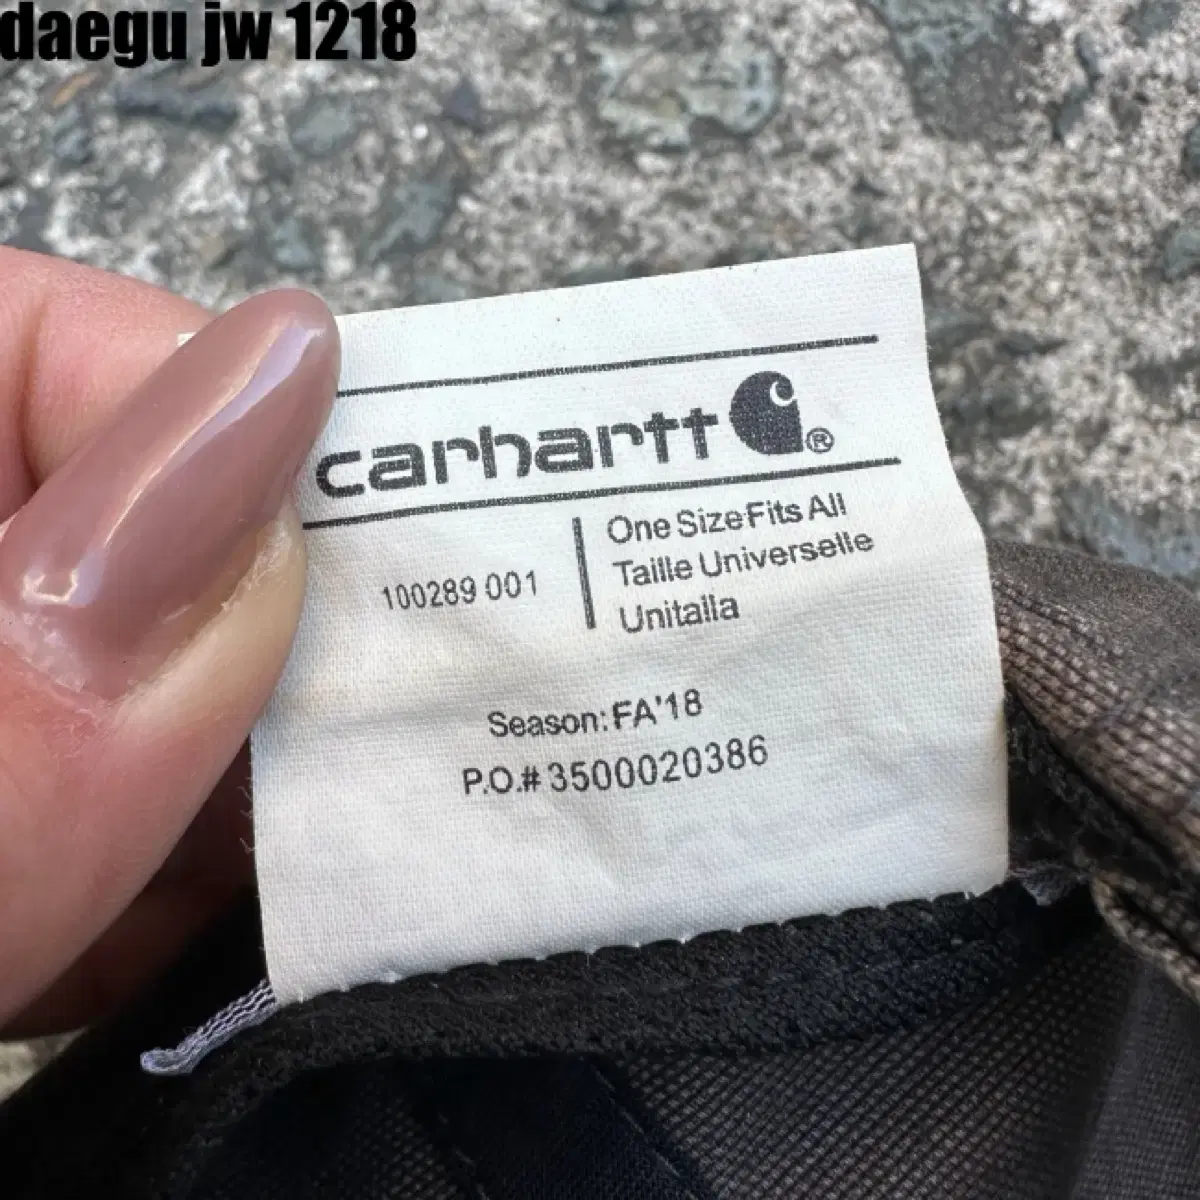 daegu jw 1218
carhartt ®
100289 001
One Size Fits All
Taille Universelle
Unitalla
Season: FA'18
P.O.# 3500020386